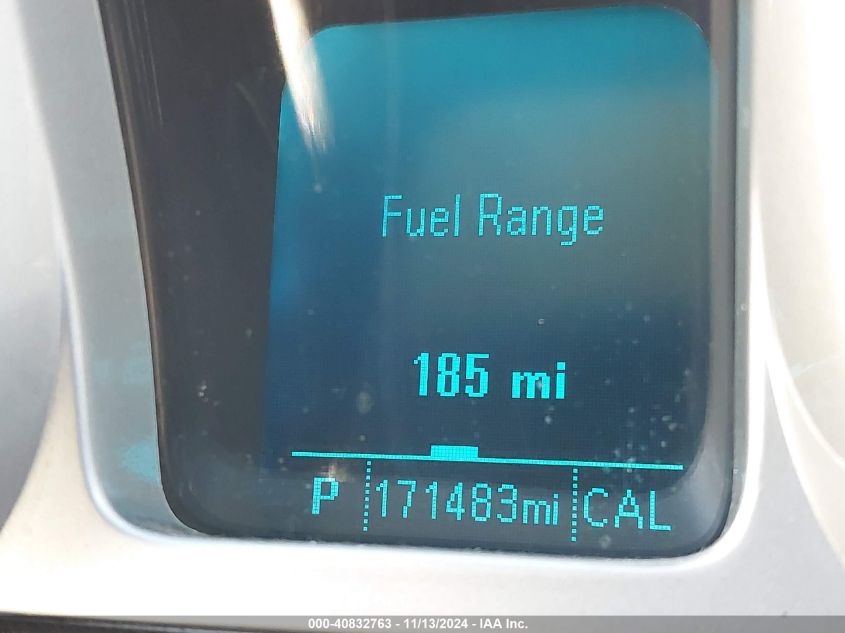 Fuel Range
185 mi
P 171483mi CAL
000-40832763 - 11/13/2024 - IAA Inc.